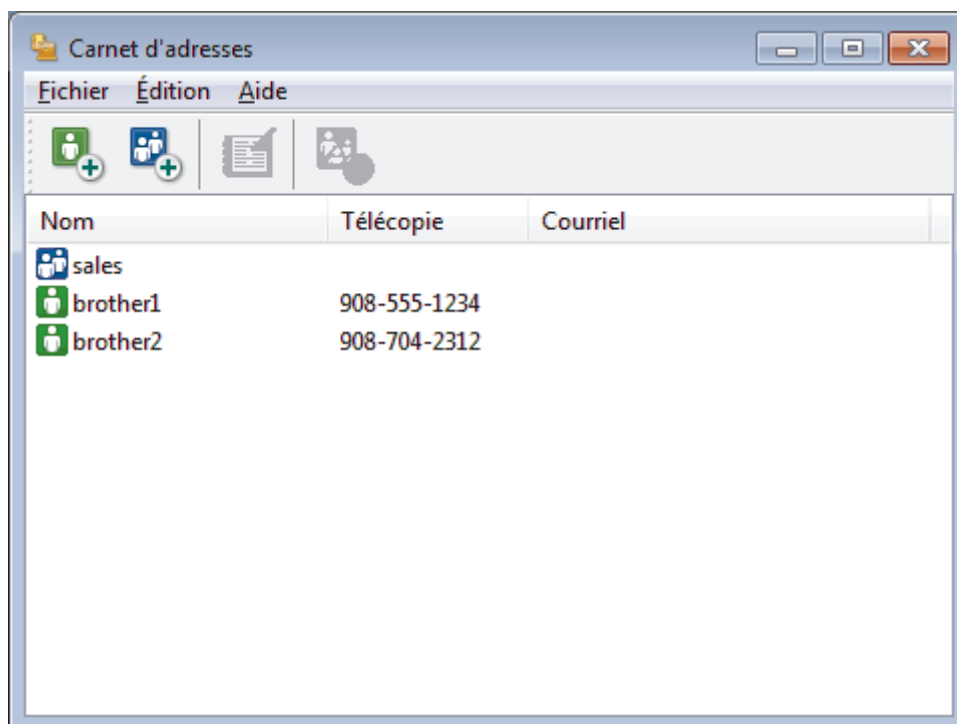 Carnet d'adresses
Fichier Édition Aide
Nom Télécopie Courriel
sales
brother1 908-555-1234
brother2 908-704-2312